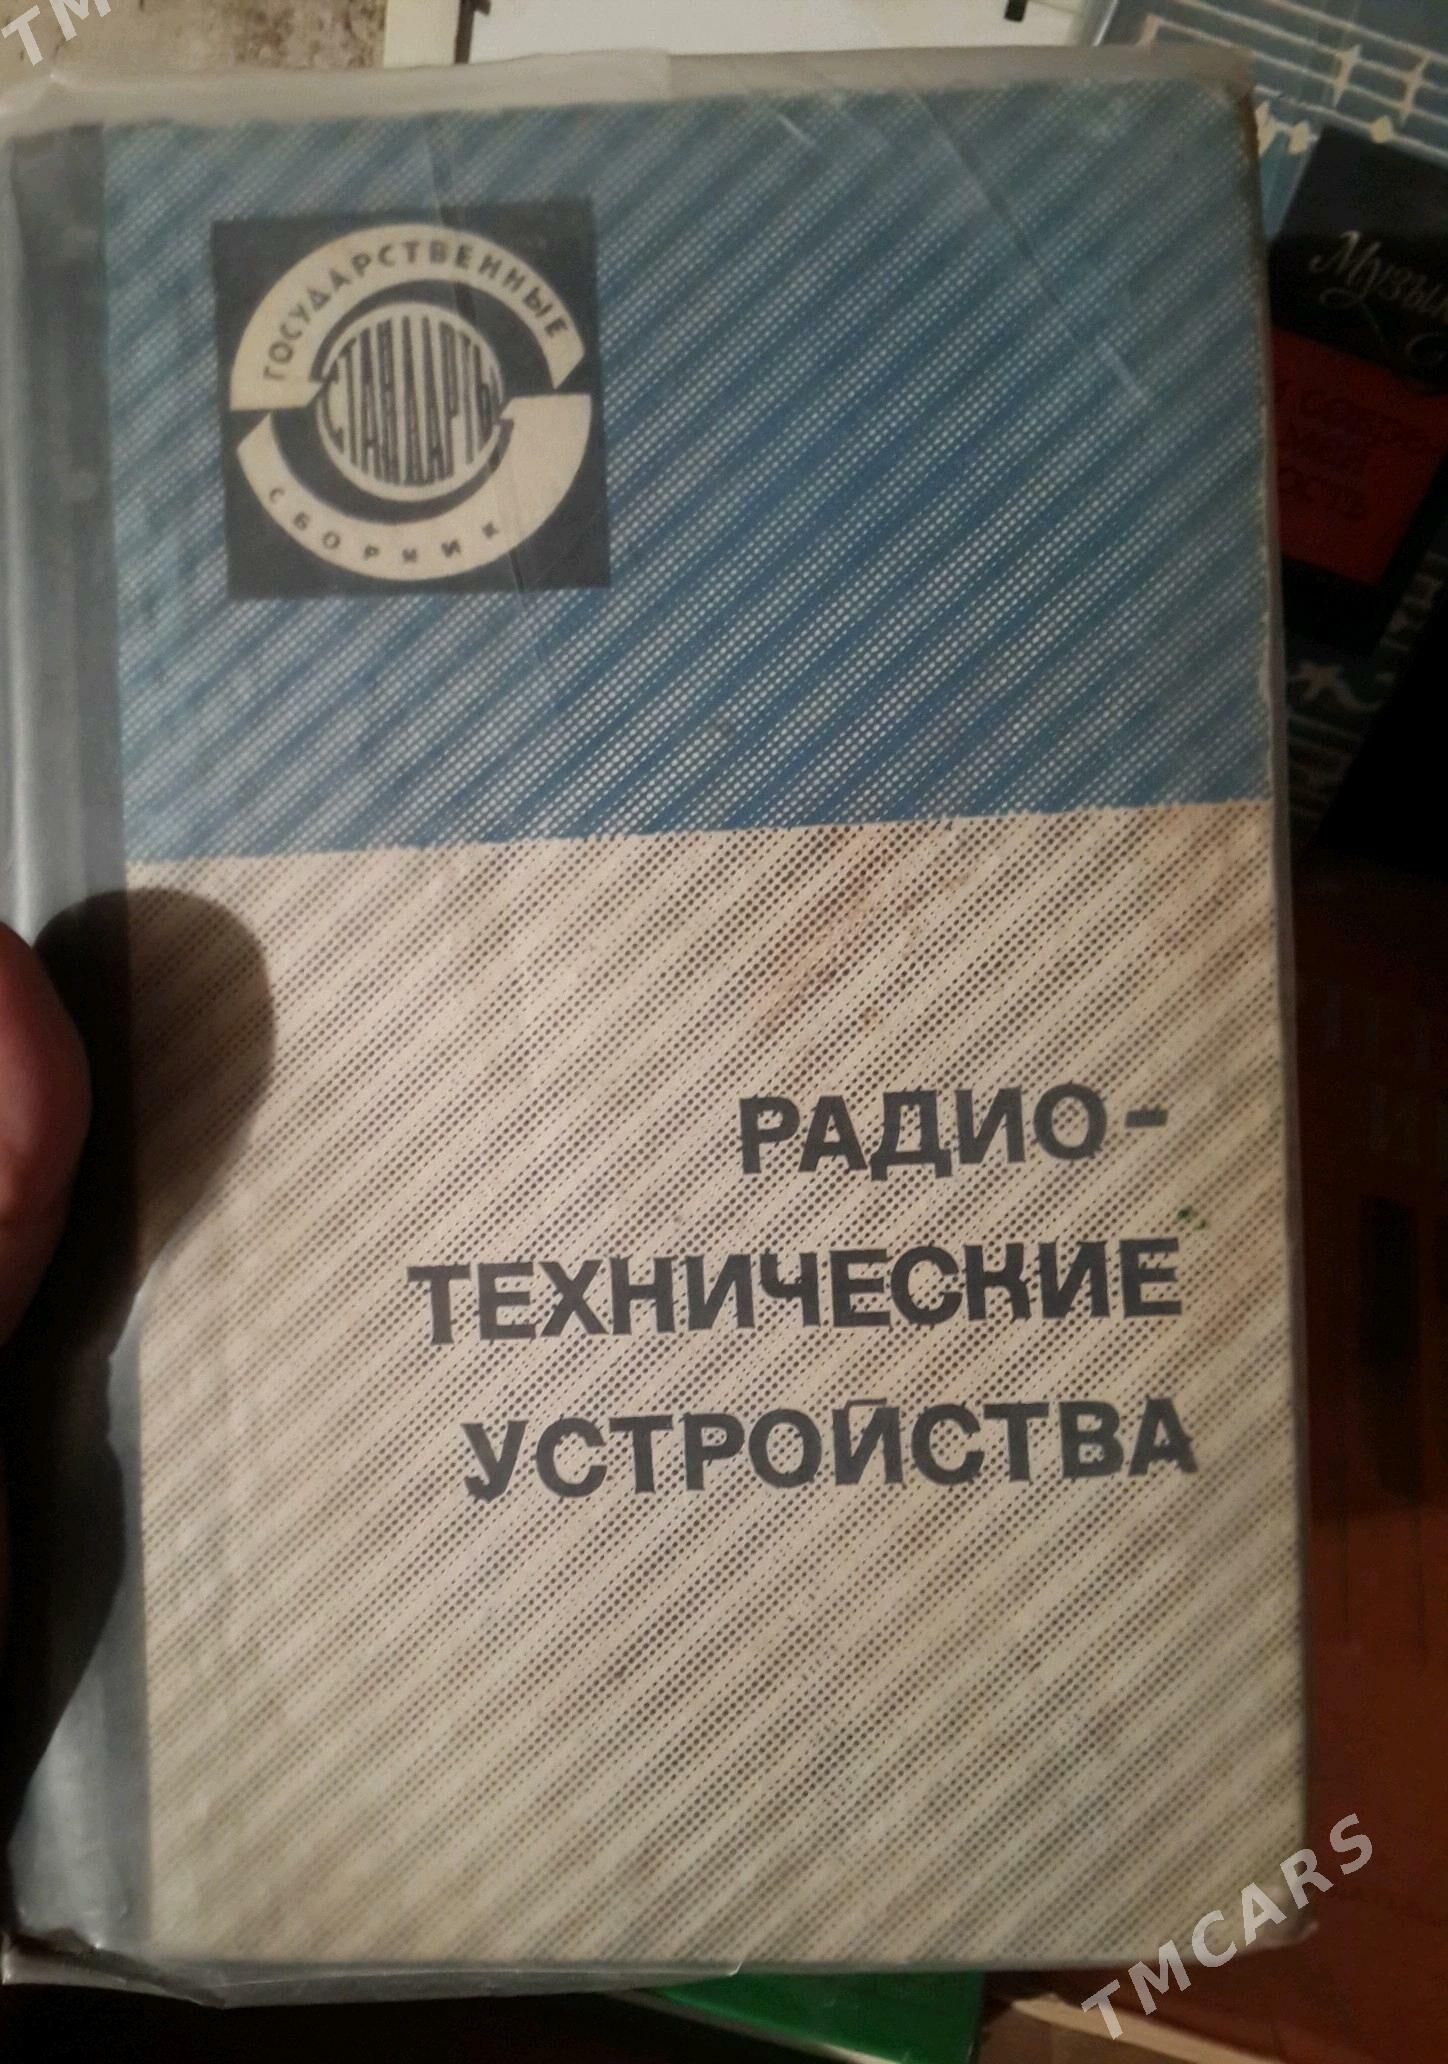 ГОСУДАРСТВЕННЫЕ
СТАНДАРТЫ
СБОРНИК
РАДИО-
ТЕХНИЧЕСКИЕ
УСТРОЙСТВА
TMCARS